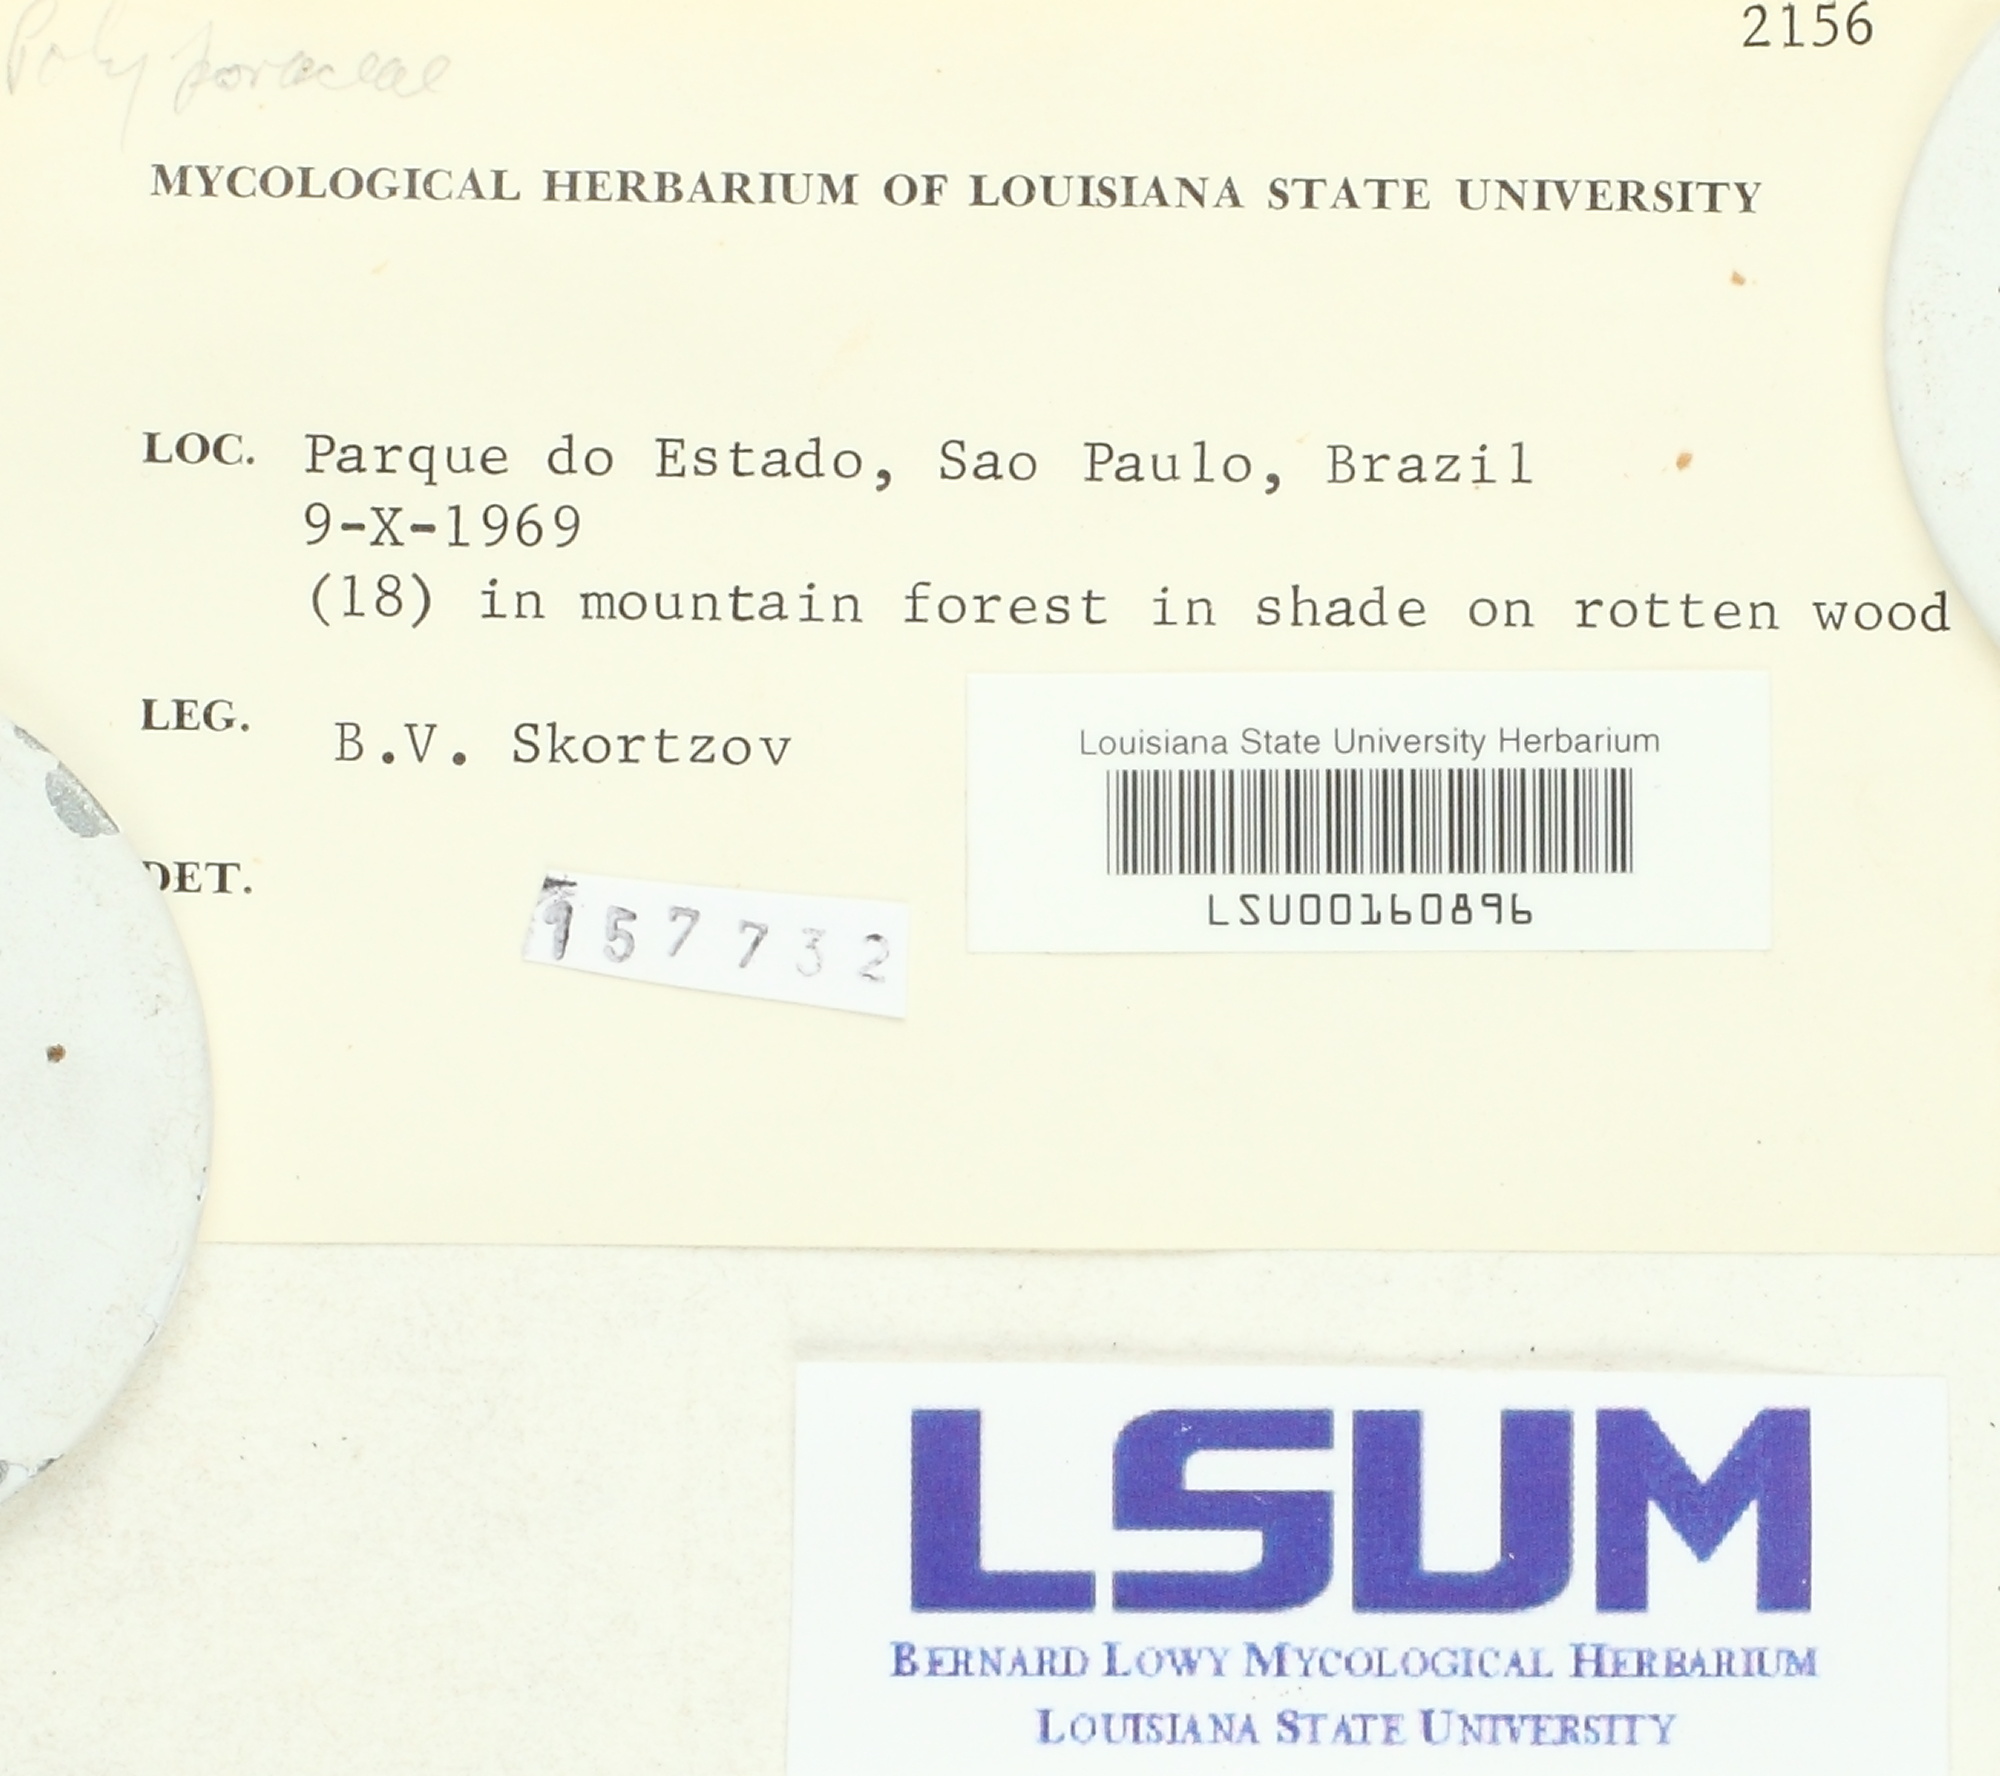 2156
Polyporaceae
MYCOLOGICAL HERBARIUM OF LOUISIANA STATE UNIVERSITY
LOC. Parque do Estado, Sao Paulo, Brazil
9-X-1969
(18) in mountain forest in shade on rotten wood
LEG. B.V. Skortzov
Louisiana State University Herbarium
LSU00160896
DET.
157732
LSUM
BERNARD LOWY MYCOLOGICAL HERBARIUM
LOUISIANA STATE UNIVERSITY